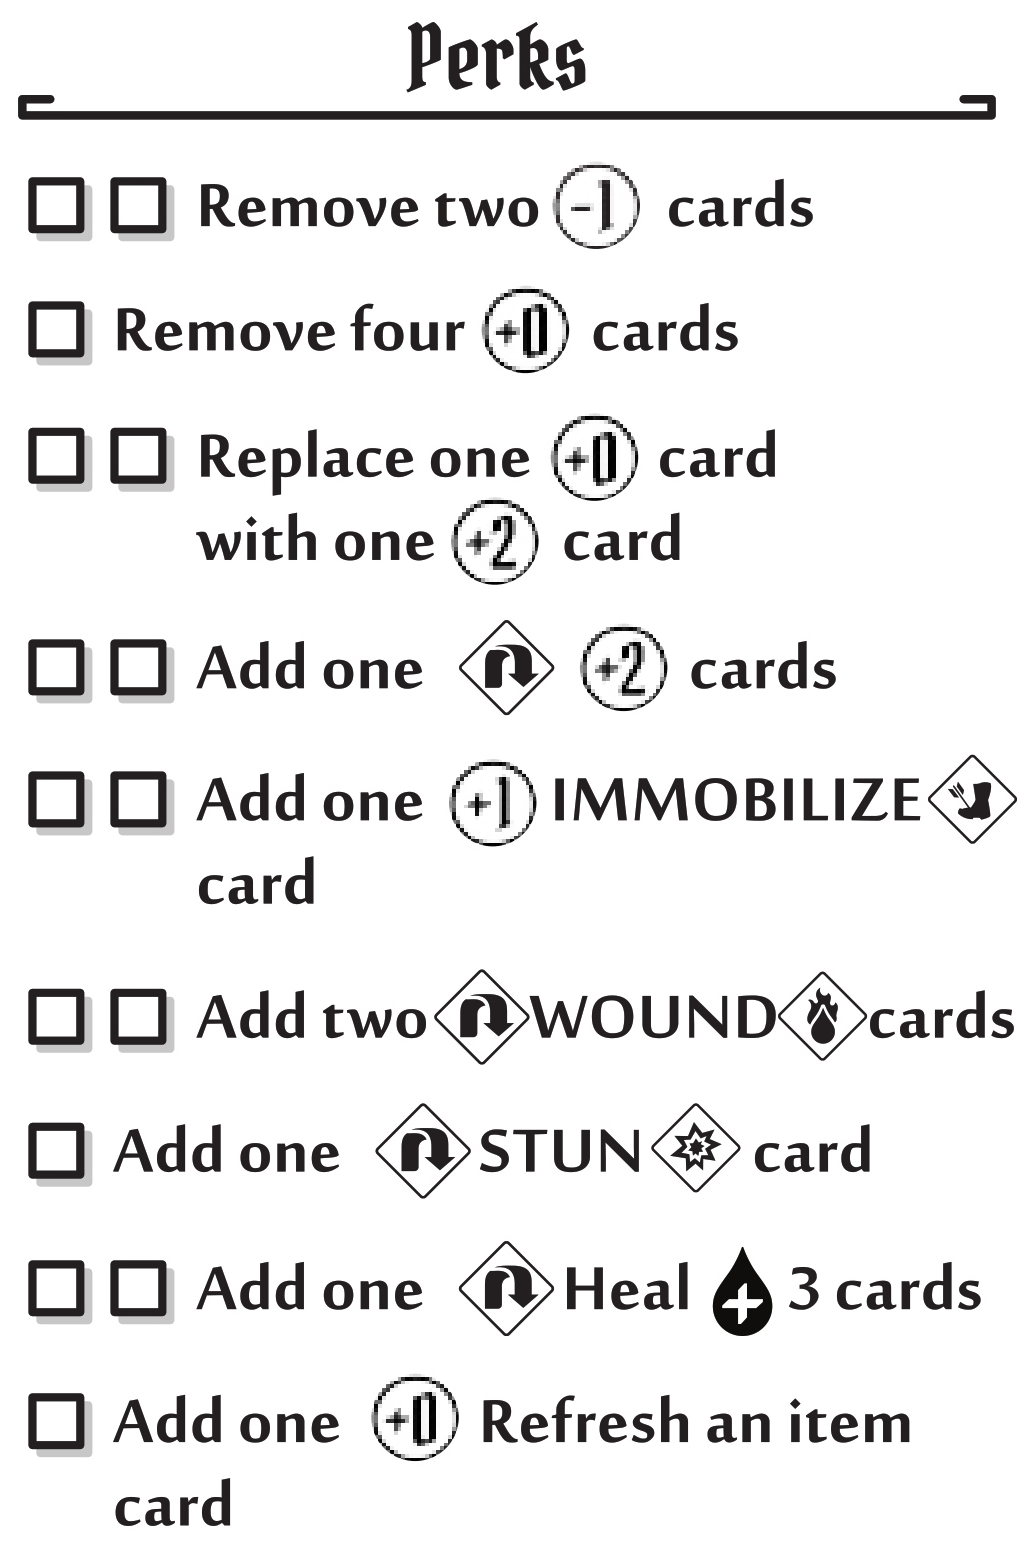 Perks
Remove two -1 cards
Remove four +0 cards
Replace one +0 card
with one +2 card
Add one +2 cards
Add one +1 IMMOBILIZE
card
Add two WOUND cards
Add one STUN card
Add one Heal 3 cards
Add one +0 Refresh an item
card